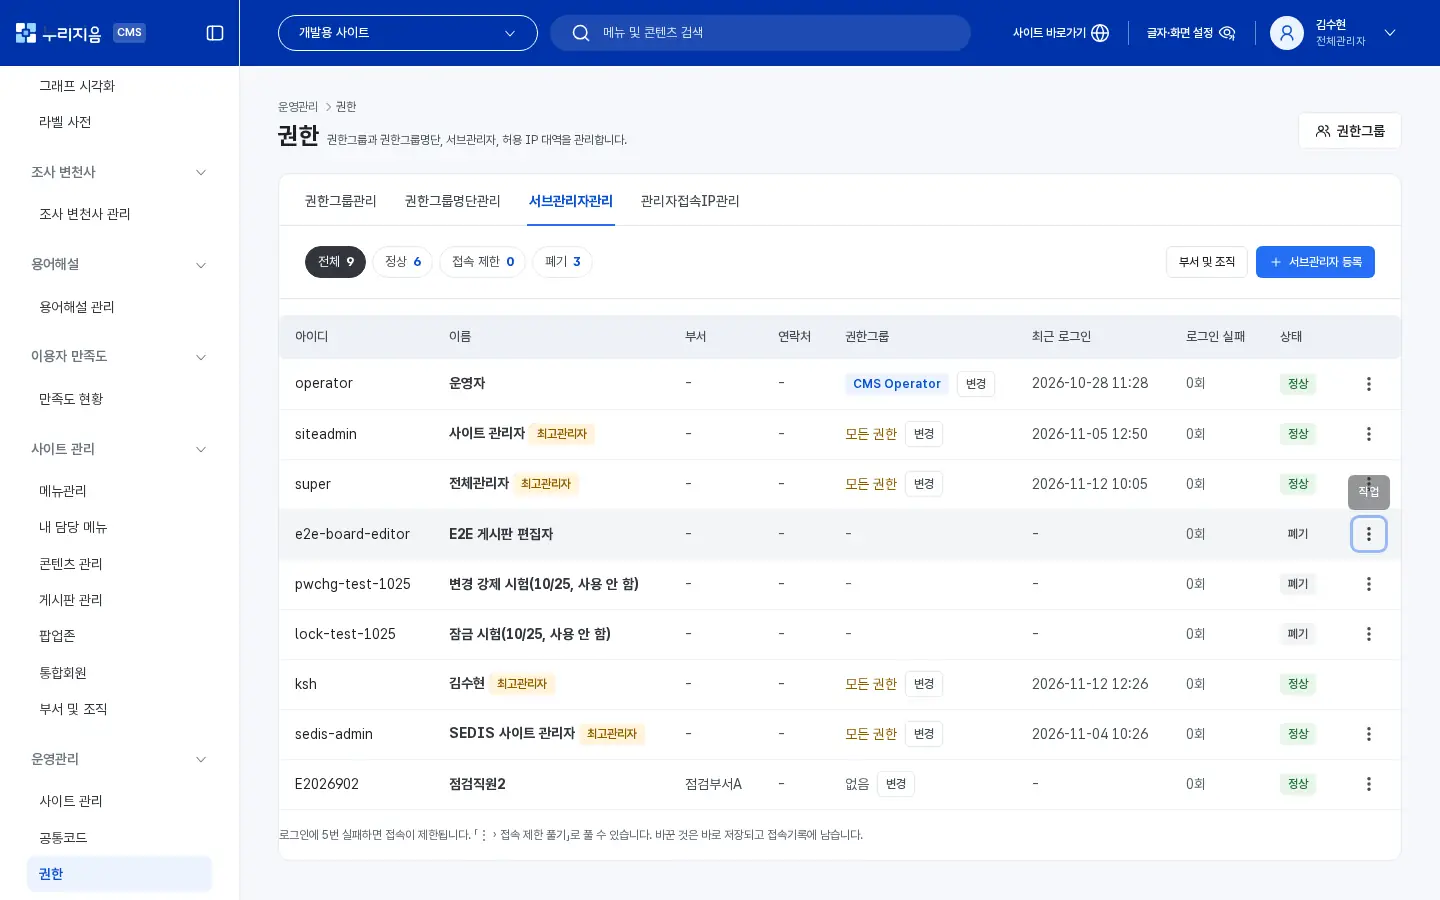 누리지음 CMS
개발용 사이트
메뉴 및 콘텐츠 검색
사이트 바로가기
글자·화면 설정
김수현
전체관리자
그래프 시각화
라벨 사전
조사 변천사
조사 변천사 관리
용어해설
용어해설 관리
이용자 만족도
만족도 현황
사이트 관리
메뉴관리
내 담당 메뉴
콘텐츠 관리
게시판 관리
팝업존
통합회원
부서 및 조직
운영관리
사이트 관리
공통코드
권한
운영관리 > 권한
권한 권한그룹과 권한그룹명단, 서브관리자, 허용 IP 대역을 관리합니다.
권한그룹
권한그룹관리 권한그룹명단관리 서브관리자관리 관리자접속IP관리
전체 9 정상 6 접속 제한 0 폐기 3
부서 및 조직 + 서브관리자 등록
아이디 이름 부서 연락처 권한그룹 최근 로그인 로그인 실패 상태
operator 운영자 - - CMS Operator 변경 2026-10-28 11:28 0회 정상
siteadmin 사이트 관리자 최고관리자 - - 모든 권한 변경 2026-11-05 12:50 0회 정상
super 전체관리자 최고관리자 - - 모든 권한 변경 2026-11-12 10:05 0회 정상
작업
e2e-board-editor E2E 게시판 편집자 - - - - 0회 폐기
pwchg-test-1025 변경 강제 시험(10/25, 사용 안 함) - - - - 0회 폐기
lock-test-1025 잠금 시험(10/25, 사용 안 함) - - - - 0회 폐기
ksh 김수현 최고관리자 - - 모든 권한 변경 2026-11-12 12:26 0회 정상
sedis-admin SEDIS 사이트 관리자 최고관리자 - - 모든 권한 변경 2026-11-04 10:26 0회 정상
E2026902 점검직원2 점검부서A - 없음 변경 - 0회 정상
로그인에 5번 실패하면 접속이 제한됩니다. 「⋮ › 접속 제한 풀기」로 풀 수 있습니다. 바꾼 것은 바로 저장되고 접속기록에 남습니다.